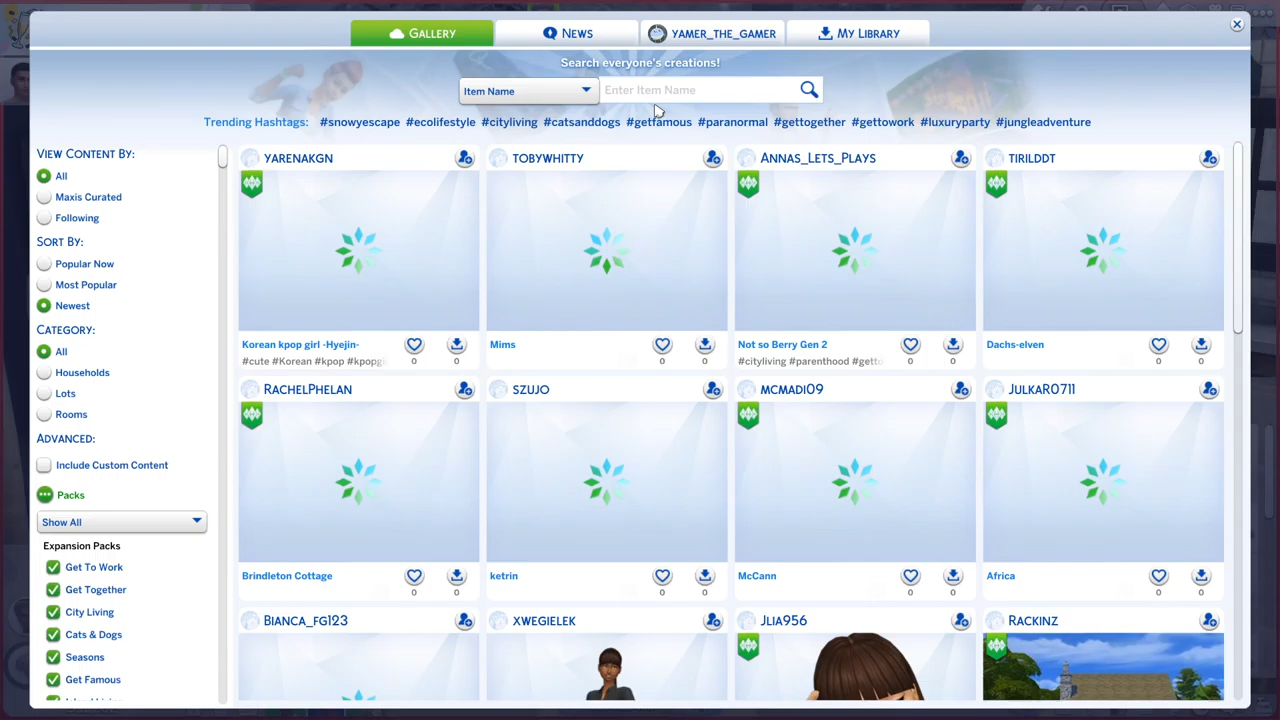 GALLERY
NEWS
YAMER_THE_GAMER
MY LIBRARY
Search everyone's creations!
Item Name
Enter Item Name
Trending Hashtags: #snowyescape #ecolifestyle #cityliving #catsanddogs #getfamous #paranormal #gettogether #gettowork #luxuryparty #jungleadventure
VIEW CONTENT BY:
All
Maxis Curated
Following
SORT BY:
Popular Now
Most Popular
Newest
CATEGORY:
All
Households
Lots
Rooms
ADVANCED:
Include Custom Content
Packs
Show All
Expansion Packs
Get To Work
Get Together
City Living
Cats & Dogs
Seasons
Get Famous
YARENAKGN
TOBYWHITTY
ANNAS_LETS_PLAYS
TIRILDDT
Korean kpop girl -Hyejin-
0 0
#cute #Korean #kpop #kpopgi
Mims
0 0
Not so Berry Gen 2
0 0
#cityliving #parenthood #getto
Dachs-elven
0 0
RACHELPHELAN
SZUJO
MCMADI09
JULKAR0711
Brindleton Cottage
0 0
ketrin
0 0
McCann
0 0
Africa
0 0
BIANCA_FG123
XWEGIELEK
JLIA956
RACKINZ